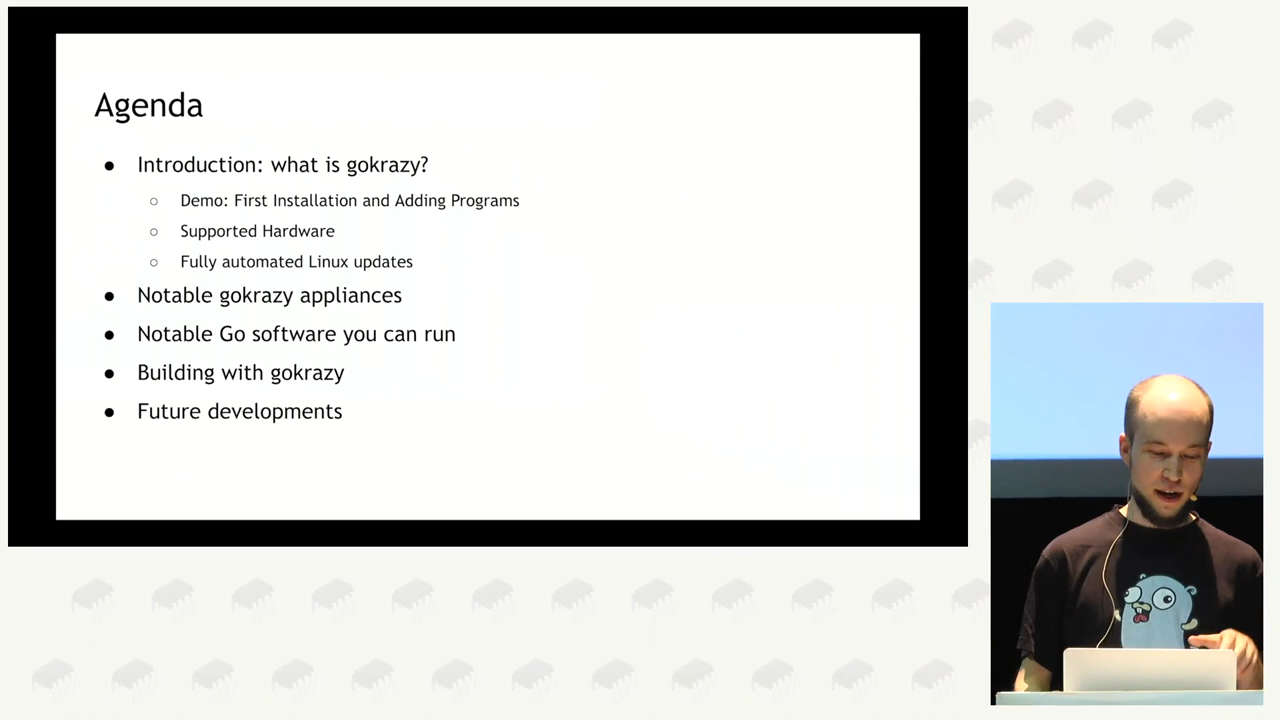 Agenda
● Introduction: what is gokrazy?
○ Demo: First Installation and Adding Programs
○ Supported Hardware
○ Fully automated Linux updates
● Notable gokrazy appliances
● Notable Go software you can run
● Building with gokrazy
● Future developments